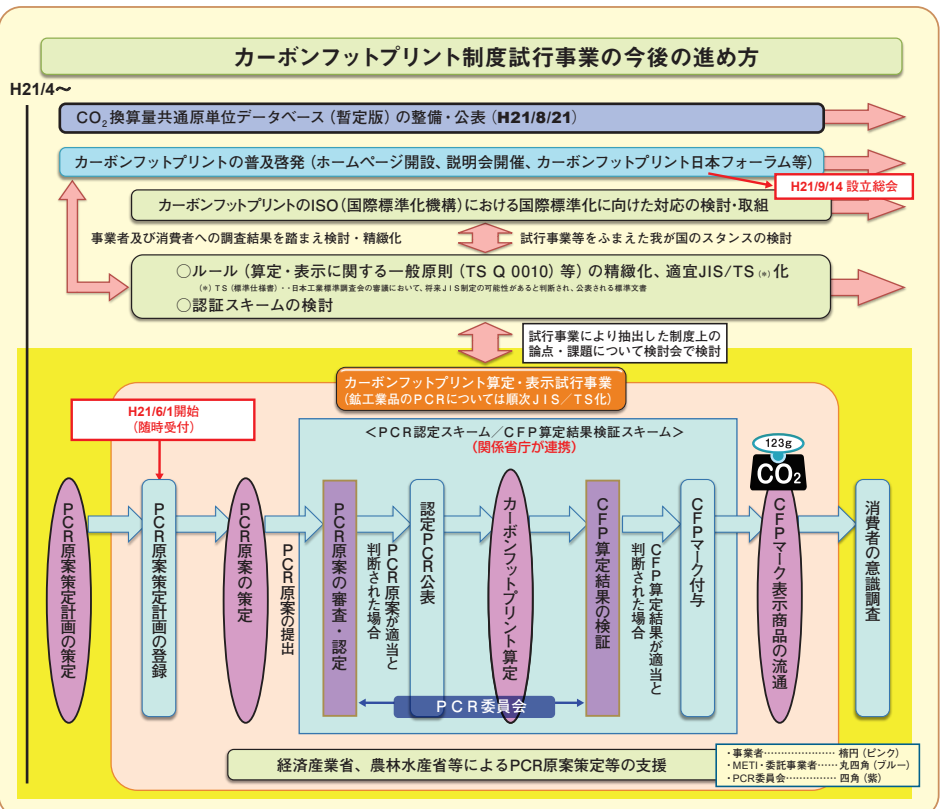 カーボンフットプリント制度試行事業の今後の進め方
H21/4～
CO₂換算量共通原単位データベース（暫定版）の整備・公表（H21/8/21）
カーボンフットプリントの普及啓発（ホームページ開設、説明会開催、カーボンフットプリント日本フォーラム等）
H21/9/14 設立総会
カーボンフットプリントのISO（国際標準化機構）における国際標準化に向けた対応の検討・取組
事業者及び消費者への調査結果を踏まえ検討・精緻化
試行事業等をふまえた我が国のスタンスの検討
○ルール（算定・表示に関する一般原則（TS Q 0010）等）の精緻化、適宜JIS/TS（*）化
（*）TS（標準仕様書）・・日本工業標準調査会の審議において、将来JIS制定の可能性があると判断され、公表される標準文書
○認証スキームの検討
試行事業により抽出した制度上の
論点・課題について検討会で検討
カーボンフットプリント算定・表示試行事業
（鉱工業品のPCRについては順次JIS／TS化）
H21/6/1開始
（随時受付）
＜PCR認定スキーム／CFP算定結果検証スキーム＞
（関係省庁が連携）
123g
CO₂
PCR原案策定計画の策定
PCR原案策定計画の登録
PCR原案の策定
PCR原案の提出
PCR原案の審査・認定
PCR原案が適当と
判断された場合
認定PCR公表
カーボンフットプリント算定
CFP算定結果の検証
CFP算定結果が適当と
判断された場合
CFPマーク付与
CFPマーク表示商品の流通
消費者の意識調査
PCR委員会
経済産業省、農林水産省等によるPCR原案策定等の支援
・事業者…………………… 楕円（ピンク）
・METI・委託事業者…… 丸四角（ブルー）
・PCR委員会…………… 四角（紫）